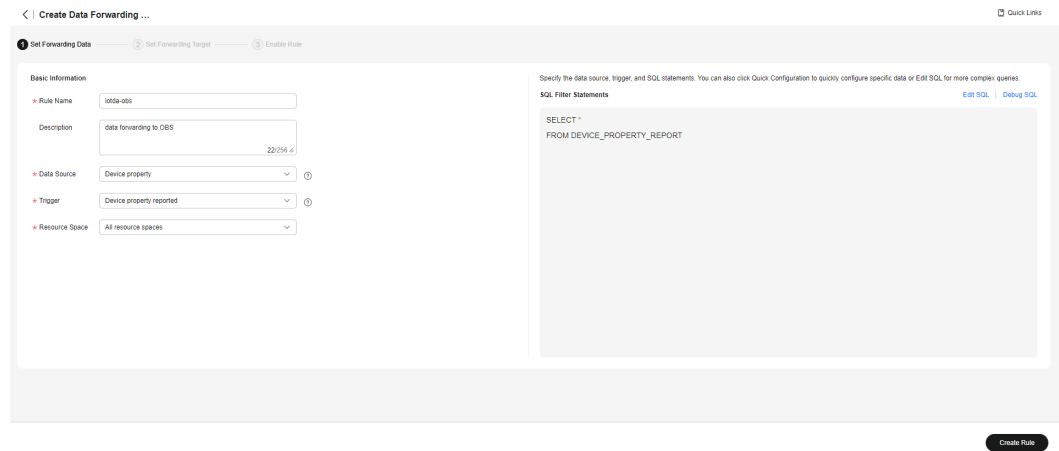 Create Data Forwarding ...
Quick Links
1 Set Forwarding Data 2 Set Forwarding Target 3 Enable Rule
Basic Information
* Rule Name iotda-obs
Description data forwarding to OBS
22/256
* Data Source Device property
* Trigger Device property reported
* Resource Space All resource spaces
Specify the data source, trigger, and SQL statements. You can also click Quick Configuration to quickly configure specific data or Edit SQL for more complex queries.
SQL Filter Statements Edit SQL | Debug SQL
SELECT *
FROM DEVICE_PROPERTY_REPORT
Create Rule